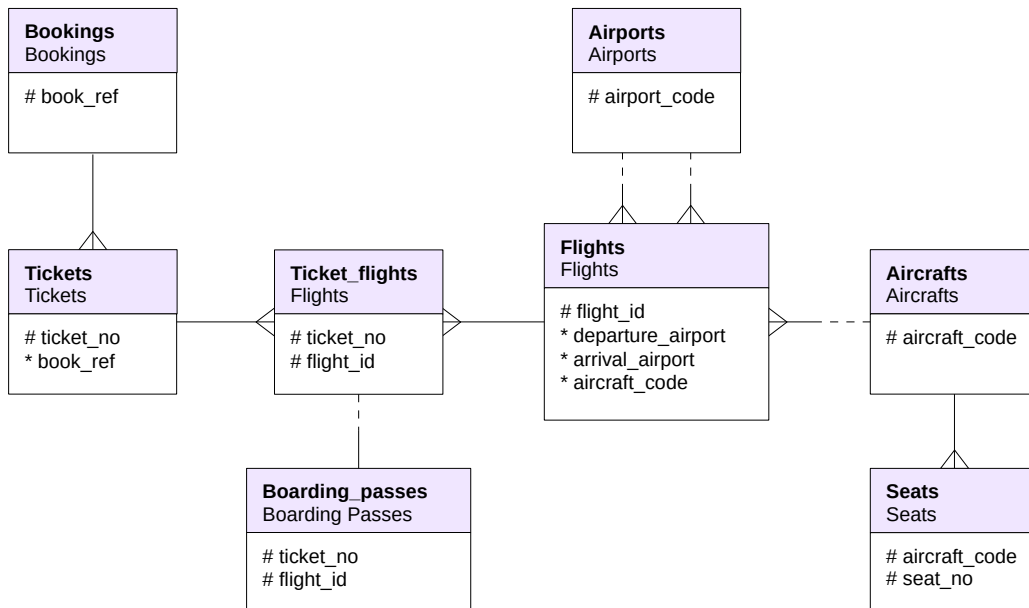 Bookings
Bookings
# book_ref
Airports
Airports
# airport_code
Tickets
Tickets
# ticket_no
* book_ref
Ticket_flights
Flights
# ticket_no
# flight_id
Flights
Flights
# flight_id
* departure_airport
* arrival_airport
* aircraft_code
Aircrafts
Aircrafts
# aircraft_code
Boarding_passes
Boarding Passes
# ticket_no
# flight_id
Seats
Seats
# aircraft_code
# seat_no